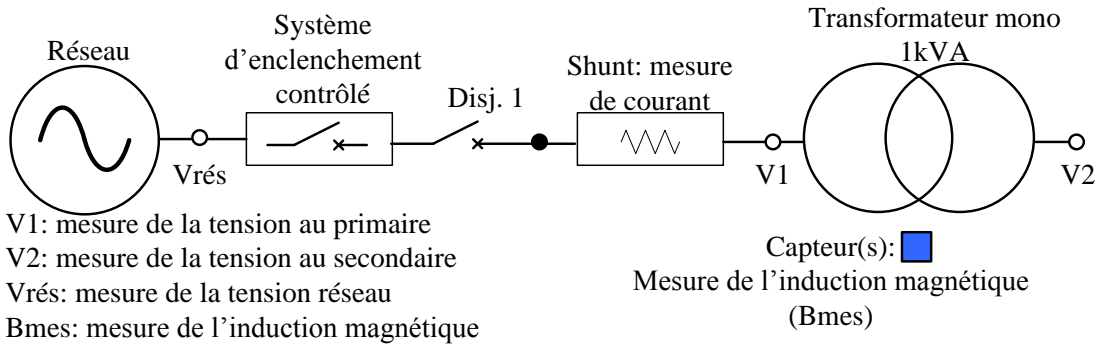 Réseau
Système
d’enclenchement
contrôlé
Disj. 1
Shunt: mesure
de courant
Transformateur mono
1kVA
Vrés
V1
V2
V1: mesure de la tension au primaire
V2: mesure de la tension au secondaire
Vrés: mesure de la tension réseau
Bmes: mesure de l’induction magnétique
Capteur(s):
Mesure de l’induction magnétique
(Bmes)